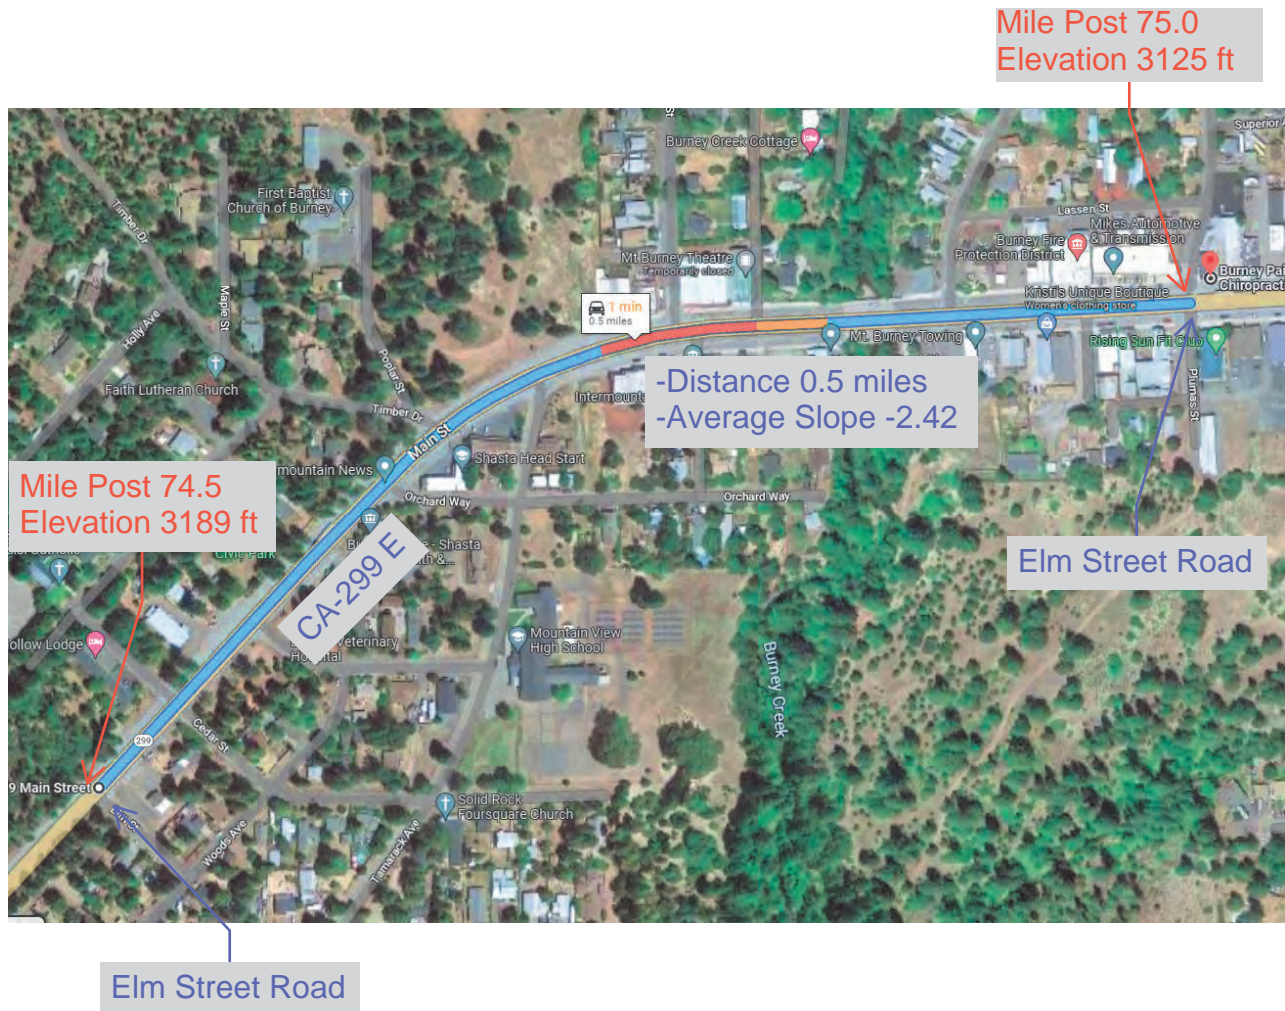 Mile Post 75.0
Elevation 3125 ft
St
Superior A
Burney Creek Cottage
First Baptist
Church of Burney
Timber Dr
Lassen St
Mikes Automotive
& Transmission
Burney Fire
Protection District
Mt Burney Theatre
Temporarily closed
Burney Pai
Chiropract
Maple St
Holly Ave
Kristi's Unique Boutique
Women's clothing store
1 min
0.5 miles
Mt. Burney Towing
Rising Sun Fit Club
Poplar St
Faith Lutheran Church
Timber Dr
Intermounta
-Distance 0.5 miles
-Average Slope -2.42
Plumas St
Main St
Shasta Head Start
rmountain News
Mile Post 74.5
Elevation 3189 ft
Orchard Way
Orchard Way
Civic Park
e - Shasta
th &...
CA-299 E
Elm Street Road
Mountain View
High School
ollow Lodge
eterinary
Burney Creek
Cedar St
299
9 Main Street
Solid Rock
Foursquare Church
Woods Ave
Tamarack Ave
Elm Street Road